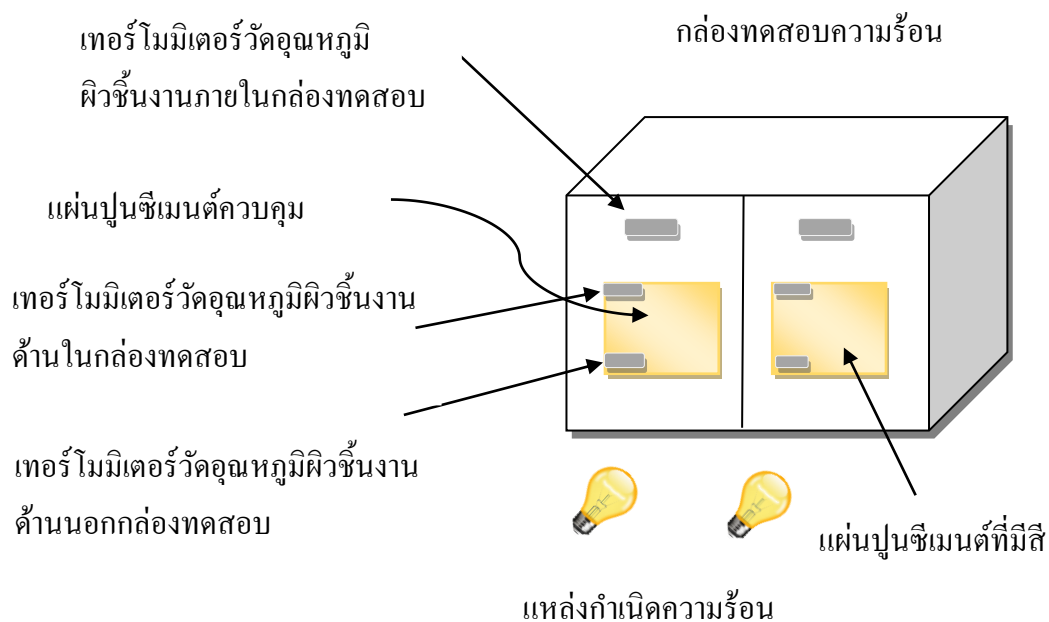 เทอร์โมมิเตอร์วัดอุณหภูมิ
ผิวชิ้นงานภายในกล่องทดสอบ
กล่องทดสอบความร้อน
แผ่นปูนซีเมนต์ควบคุม
เทอร์โมมิเตอร์วัดอุณหภูมิผิวชิ้นงาน
ด้านในกล่องทดสอบ
เทอร์โมมิเตอร์วัดอุณหภูมิผิวชิ้นงาน
ด้านนอกกล่องทดสอบ
แผ่นปูนซีเมนต์ที่มีสี
แหล่งกำเนิดความร้อน